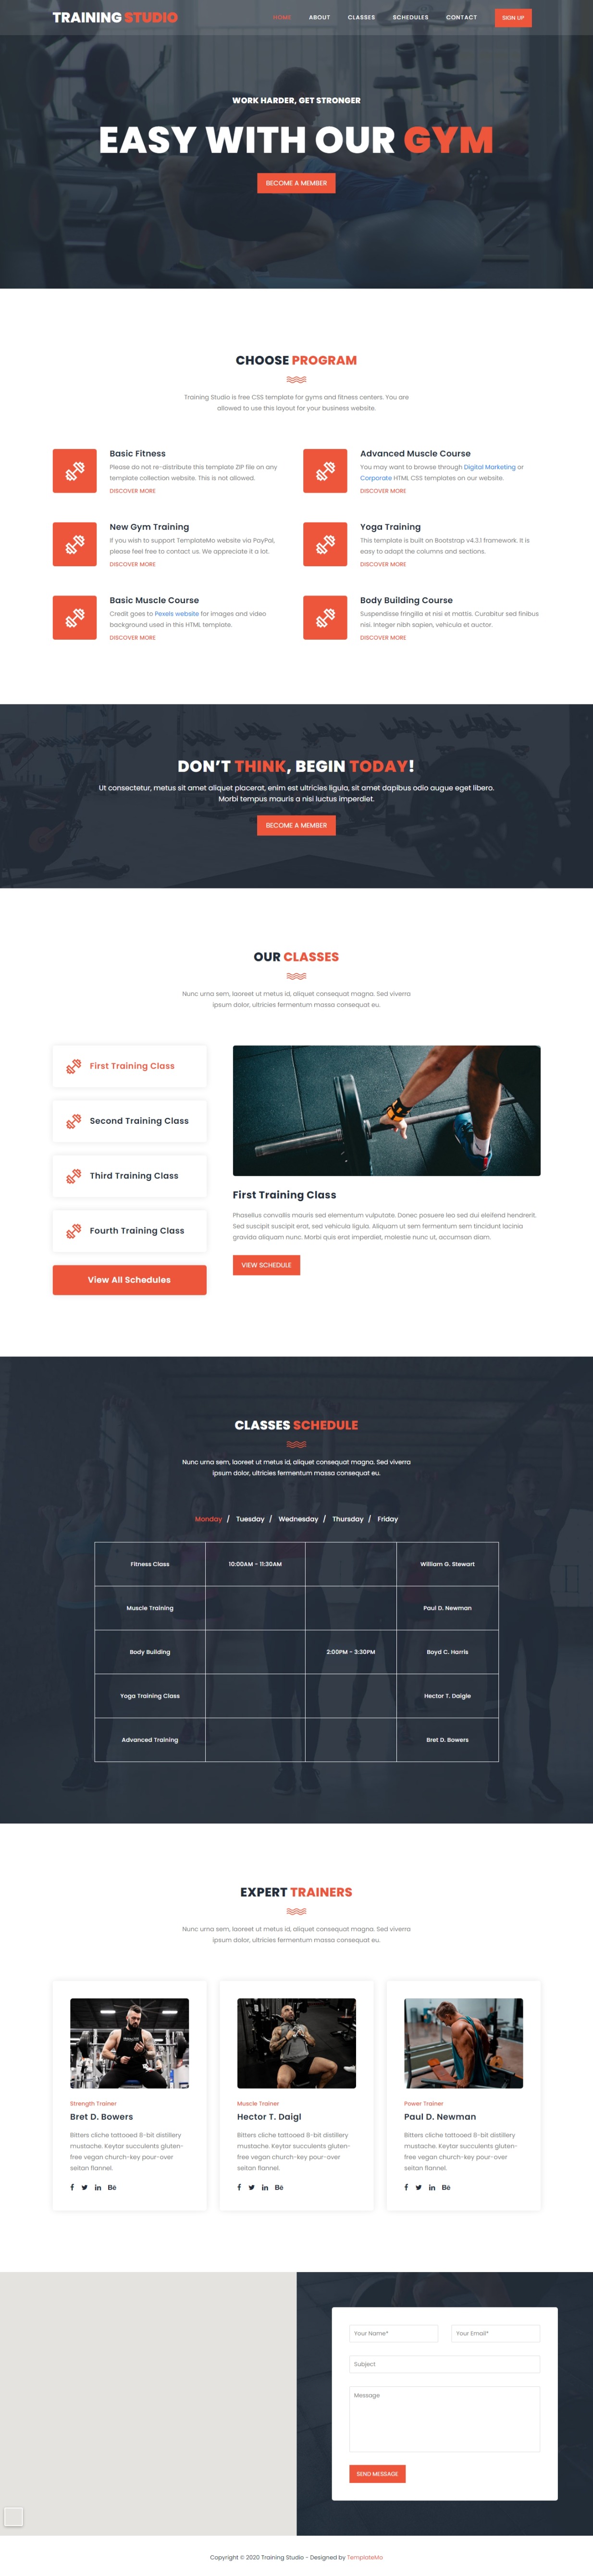 TRAINING STUDIO
HOME ABOUT CLASSES SCHEDULES CONTACT SIGN UP
WORK HARDER, GET STRONGER
EASY WITH OUR GYM
BECOME A MEMBER
CHOOSE PROGRAM
Training Studio is free CSS template for gyms and fitness centers. You are
allowed to use this layout for your business website.
Basic Fitness
Please do not re-distribute this template ZIP file on any
template collection website. This is not allowed.
DISCOVER MORE
Advanced Muscle Course
You may want to browse through Digital Marketing or
Corporate HTML CSS templates on our website.
DISCOVER MORE
New Gym Training
If you wish to support TemplateMo website via PayPal,
please feel free to contact us. We appreciate it a lot.
DISCOVER MORE
Yoga Training
This template is built on Bootstrap v4.3.1 framework. It is
easy to adapt the columns and sections.
DISCOVER MORE
Basic Muscle Course
Credit goes to Pexels website for images and video
background used in this HTML template.
DISCOVER MORE
Body Building Course
Suspendisse fringilla et nisi et mattis. Curabitur sed finibus
nisi. Integer nibh sapien, vehicula et auctor.
DISCOVER MORE
DON'T THINK, BEGIN TODAY!
Ut consectetur, metus sit amet aliquet placerat, enim est ultricies ligula, sit amet dapibus odio augue eget libero.
Morbi tempus mauris a nisi luctus imperdiet.
BECOME A MEMBER
OUR CLASSES
Nunc urna sem, laoreet ut metus id, aliquet consequat magna. Sed viverra
ipsum dolor, ultricies fermentum massa consequat eu.
First Training Class
Second Training Class
Third Training Class
Fourth Training Class
View All Schedules
First Training Class
Phasellus convallis mauris sed elementum vulputate. Donec posuere leo sed dui eleifend hendrerit.
Sed suscipit suscipit erat, sed vehicula ligula. Aliquam ut sem fermentum sem tincidunt lacinia
gravida aliquam nunc. Morbi quis erat imperdiet, molestie nunc ut, accumsan diam.
VIEW SCHEDULE
CLASSES SCHEDULE
Nunc urna sem, laoreet ut metus id, aliquet consequat magna. Sed viverra
ipsum dolor, ultricies fermentum massa consequat eu.
Monday / Tuesday / Wednesday / Thursday / Friday
Fitness Class 10:00AM - 11:30AM William G. Stewart
Muscle Training Paul D. Newman
Body Building 2:00PM - 3:30PM Boyd C. Harris
Yoga Training Class Hector T. Daigle
Advanced Training Bret D. Bowers
EXPERT TRAINERS
Nunc urna sem, laoreet ut metus id, aliquet consequat magna. Sed viverra
ipsum dolor, ultricies fermentum massa consequat eu.
Strength Trainer
Bret D. Bowers
Bitters cliche tattooed 8-bit distillery
mustache. Keytar succulents gluten-
free vegan church-key pour-over
seitan flannel.
Muscle Trainer
Hector T. Daigl
Bitters cliche tattooed 8-bit distillery
mustache. Keytar succulents gluten-
free vegan church-key pour-over
seitan flannel.
Power Trainer
Paul D. Newman
Bitters cliche tattooed 8-bit distillery
mustache. Keytar succulents gluten-
free vegan church-key pour-over
seitan flannel.
Your Name* Your Email*
Subject
Message
SEND MESSAGE
Copyright © 2020 Training Studio - Designed by TemplateMo